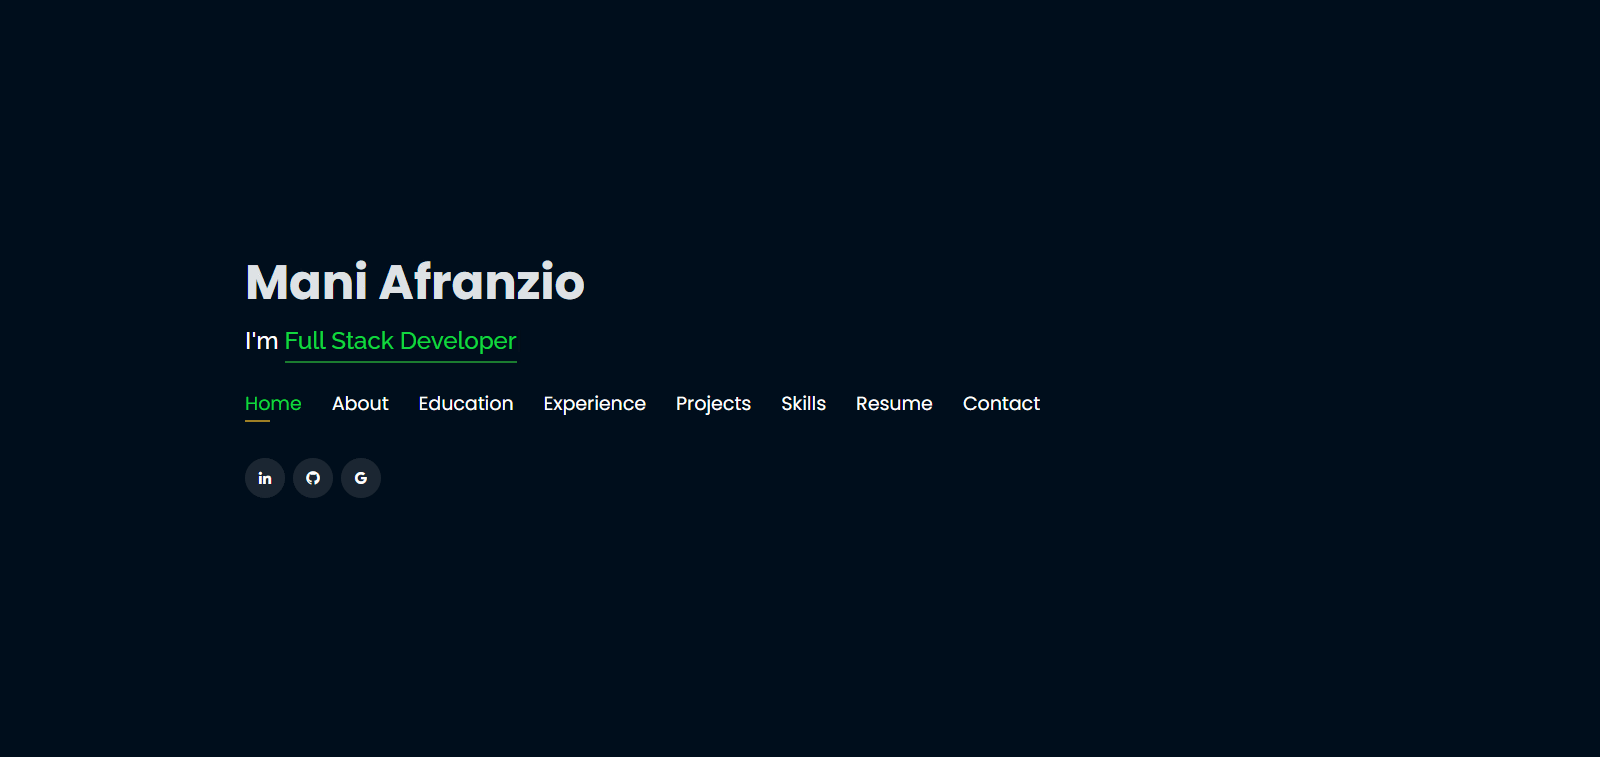 Mani Afranzio
I'm Full Stack Developer
Home About Education Experience Projects Skills Resume Contact
in G